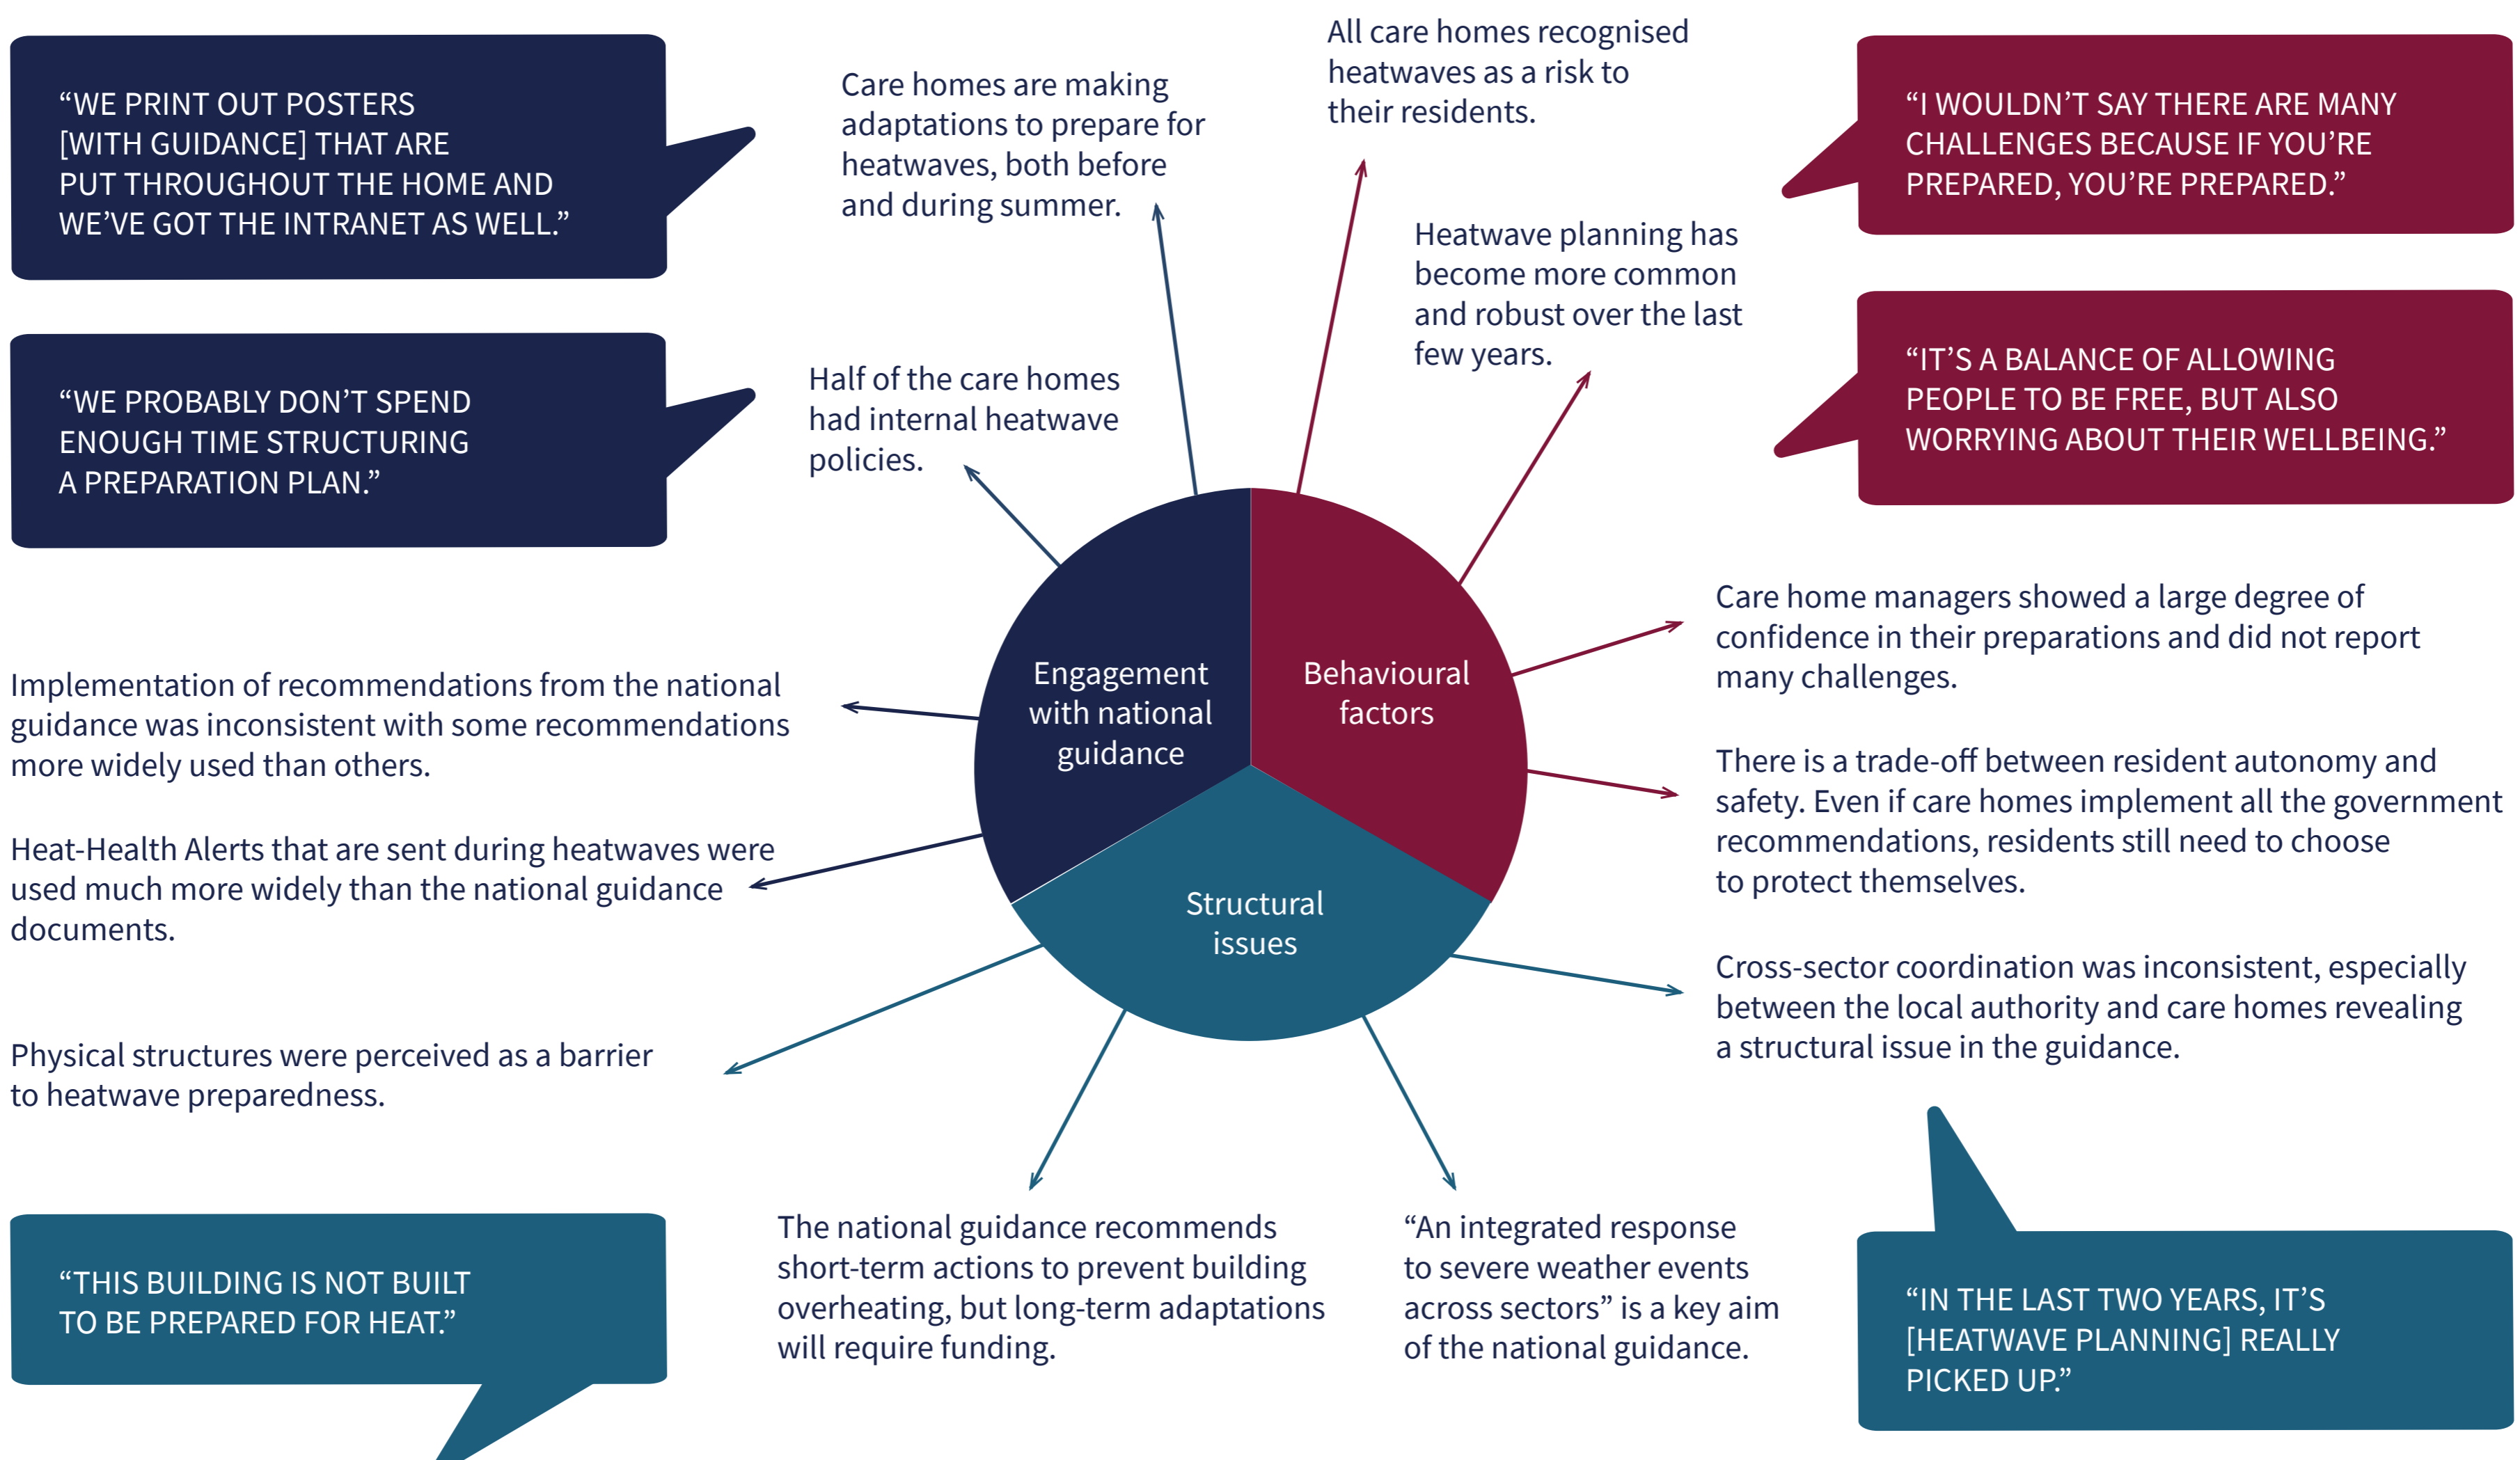 “WE PRINT OUT POSTERS
[WITH GUIDANCE] THAT ARE
PUT THROUGHOUT THE HOME AND
WE’VE GOT THE INTRANET AS WELL.”
“WE PROBABLY DON’T SPEND
ENOUGH TIME STRUCTURING
A PREPARATION PLAN.”
Care homes are making
adaptations to prepare for
heatwaves, both before
and during summer.
Half of the care homes
had internal heatwave
policies.
All care homes recognised
heatwaves as a risk to
their residents.
Heatwave planning has
become more common
and robust over the last
few years.
“I WOULDN’T SAY THERE ARE MANY
CHALLENGES BECAUSE IF YOU’RE
PREPARED, YOU’RE PREPARED.”
“IT’S A BALANCE OF ALLOWING
PEOPLE TO BE FREE, BUT ALSO
WORRYING ABOUT THEIR WELLBEING.”
Implementation of recommendations from the national
guidance was inconsistent with some recommendations
more widely used than others.
Heat-Health Alerts that are sent during heatwaves were
used much more widely than the national guidance
documents.
Physical structures were perceived as a barrier
to heatwave preparedness.
Engagement
with national
guidance
Behavioural
factors
Structural
issues
Care home managers showed a large degree of
confidence in their preparations and did not report
many challenges.
There is a trade-off between resident autonomy and
safety. Even if care homes implement all the government
recommendations, residents still need to choose
to protect themselves.
Cross-sector coordination was inconsistent, especially
between the local authority and care homes revealing
a structural issue in the guidance.
“THIS BUILDING IS NOT BUILT
TO BE PREPARED FOR HEAT.”
The national guidance recommends
short-term actions to prevent building
overheating, but long-term adaptations
will require funding.
“An integrated response
to severe weather events
across sectors” is a key aim
of the national guidance.
“IN THE LAST TWO YEARS, IT’S
[HEATWAVE PLANNING] REALLY
PICKED UP.”